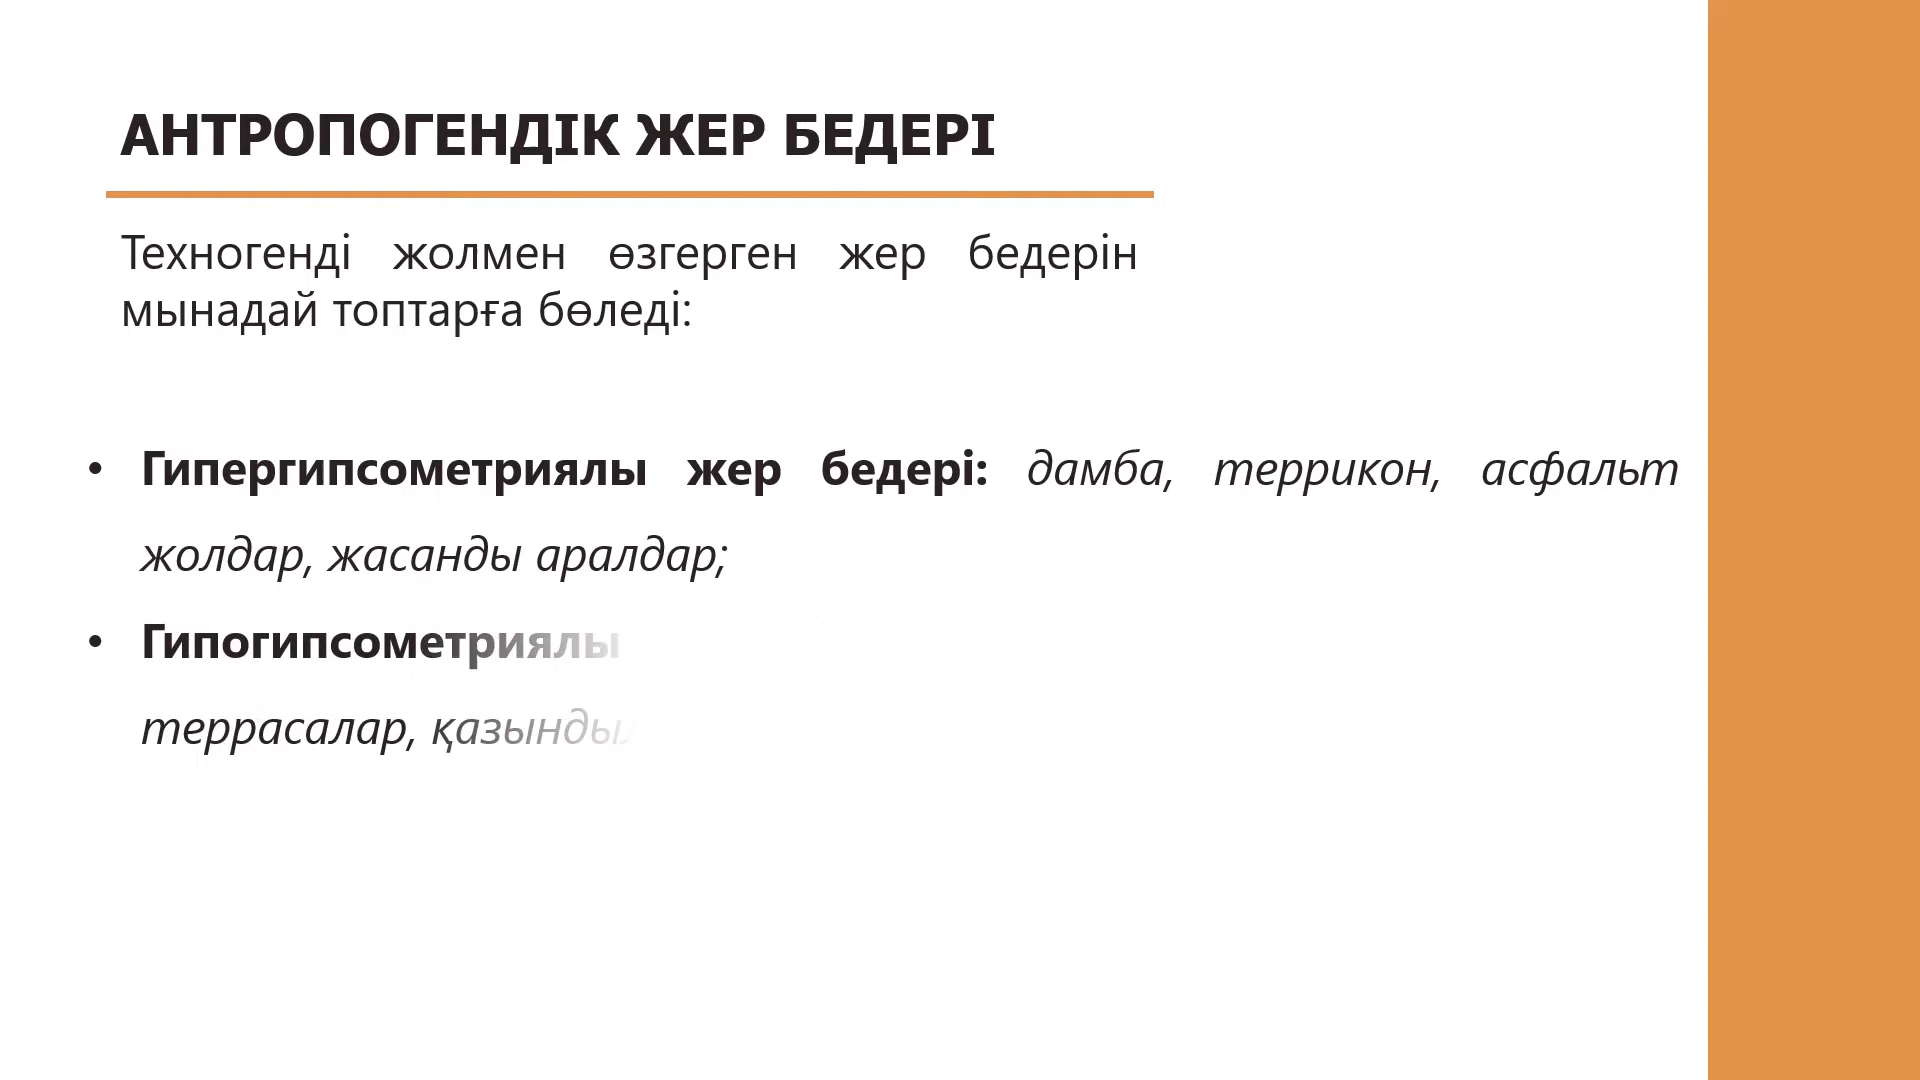 АНТРОПОГЕНДІК ЖЕР БЕДЕРІ
Техногенді жолмен өзгерген жер бедерін
мынадай топтарға бөледі:
• Гипергипсометриялы жер бедері: дамба, террикон, асфальт
жолдар, жасанды аралдар;
• Гипогипсометриялы
террасалар,